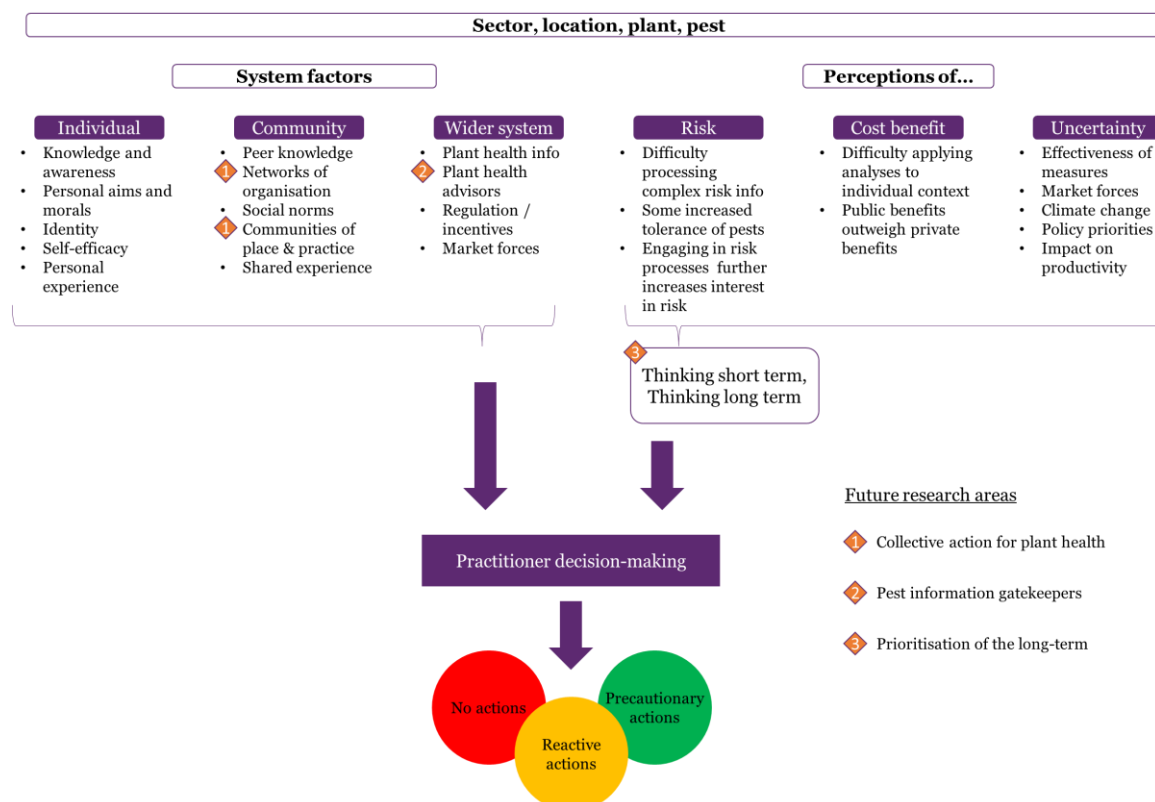 Sector, location, plant, pest
System factors
Perceptions of...
Individual
• Knowledge and
awareness
• Personal aims and
morals
• Identity
• Self-efficacy
• Personal
experience
Community
• Peer knowledge
1 Networks of
organisation
• Social norms
1 Communities of
place & practice
• Shared experience
Wider system
• Plant health info
2 Plant health
advisors
• Regulation /
incentives
• Market forces
Risk
• Difficulty
processing
complex risk info
• Some increased
tolerance of pests
• Engaging in risk
processes further
increases interest
in risk
Cost benefit
• Difficulty applying
analyses to
individual context
• Public benefits
outweigh private
benefits
Uncertainty
• Effectiveness of
measures
• Market forces
• Climate change
• Policy priorities
• Impact on
productivity
3
Thinking short term,
Thinking long term
Practitioner decision-making
No actions
Reactive
actions
Precautionary
actions
Future research areas
1 Collective action for plant health
2 Pest information gatekeepers
3 Prioritisation of the long-term